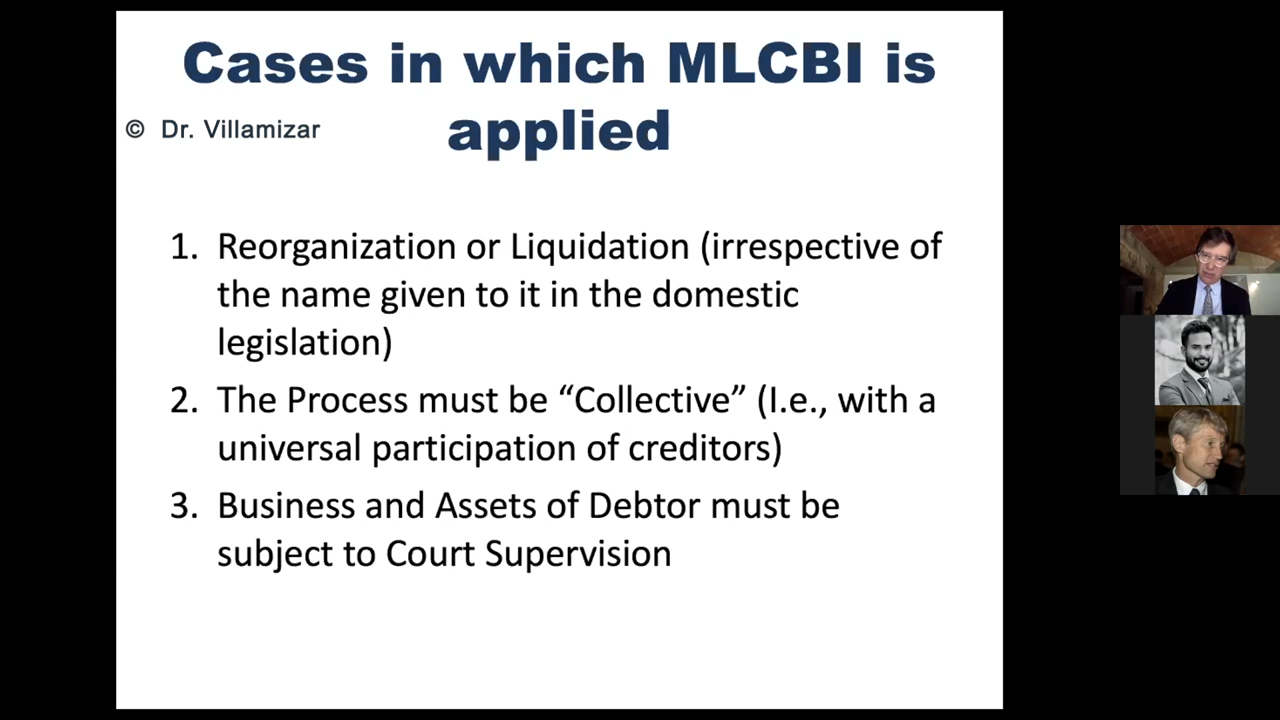 Cases in which MLCBI is
© Dr. Villamizar
applied
1. Reorganization or Liquidation (irrespective of
the name given to it in the domestic
legislation)
2. The Process must be “Collective” (I.e., with a
universal participation of creditors)
3. Business and Assets of Debtor must be
subject to Court Supervision